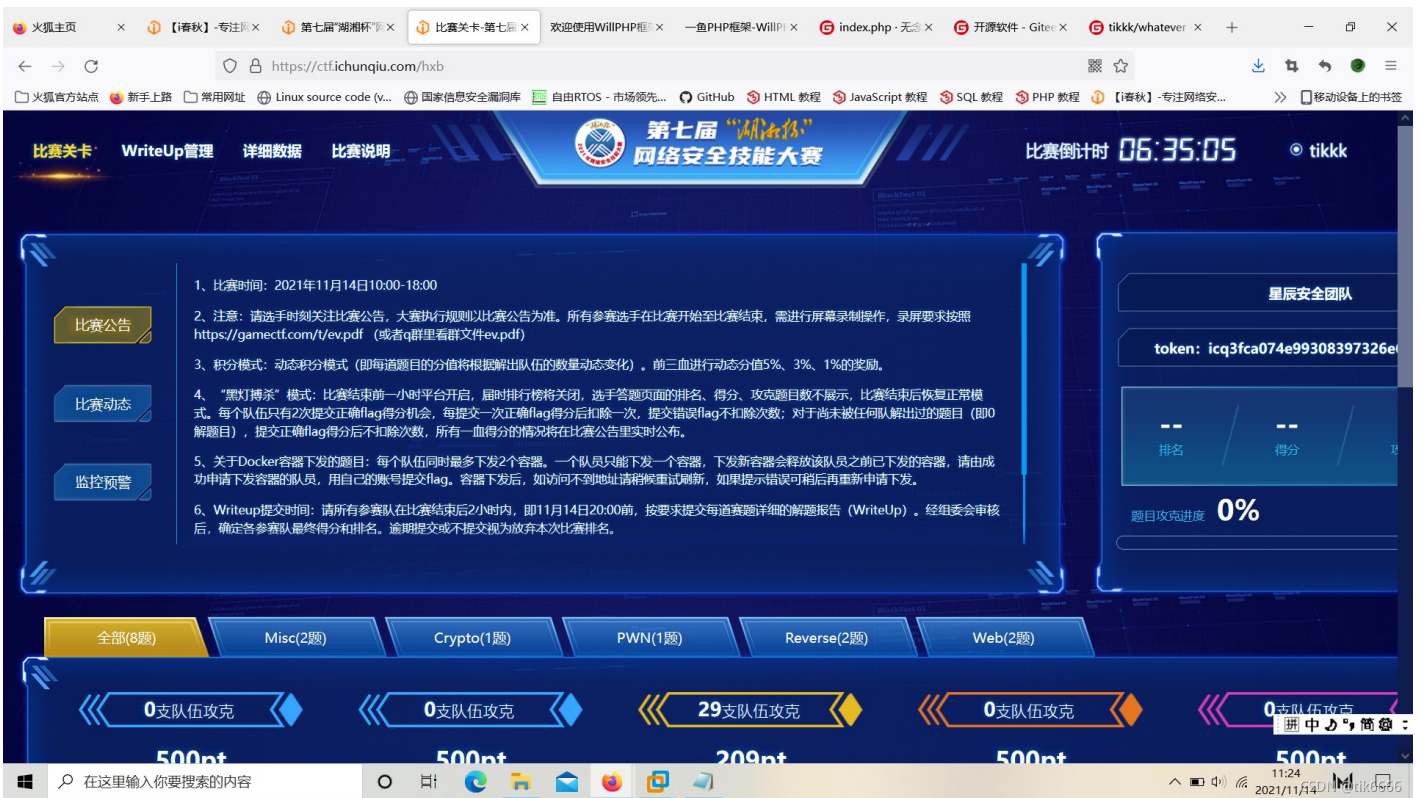 火狐主页
【i春秋】-专注网
第七届"湖湘杯"网
比赛关卡-第七届
欢迎使用WillPHP框架
一鱼PHP框架-WillPH
index.php · 无念
开源软件 - Gitee
tikkk/whatever
https://ctf.ichunqiu.com/hxb
火狐官方站点
新手上路
常用网址
Linux source code (v...
国家信息安全漏洞库
自由RTOS - 市场领先...
GitHub
HTML 教程
JavaScript 教程
SQL 教程
PHP 教程
【i春秋】-专注网络安...
移动设备上的书签
比赛关卡
WriteUp管理
详细数据
比赛说明
第七届 "湖湘杯"
网络安全技能大赛
比赛倒计时 06:35:05
tikkk
比赛公告
比赛动态
监控预警
1、比赛时间：2021年11月14日10:00-18:00
2、注意：请选手时刻关注比赛公告，大赛执行规则以比赛公告为准。所有参赛选手在比赛开始至比赛结束，需进行屏幕录制操作，录屏要求按照
https://gamectf.com/t/ev.pdf （或者q群里看群文件ev.pdf）
3、积分模式：动态积分模式（即每道题目的分值将根据解出队伍的数量动态变化）。前三血进行动态分值5%、3%、1%的奖励。
4、“黑灯搏杀”模式：比赛结束前一小时平台开启，届时排行榜将关闭，选手答题页面的排名、得分、攻克题目数不展示，比赛结束后恢复正常模
式。每个队伍只有2次提交正确flag得分机会，每提交一次正确flag得分后扣除一次，提交错误flag不扣除次数；对于尚未被任何队解出过的题目（即0
解题目），提交正确flag得分后不扣除次数，所有一血得分的情况将在比赛公告里实时公布。
5、关于Docker容器下发的题目：每个队伍同时最多下发2个容器。一个队员只能下发一个容器，下发新容器会释放该队员之前已下发的容器，请由成
功申请下发容器的队员，用自己的账号提交flag。容器下发后，如访问不到地址请稍候重试刷新，如果提示错误可稍后再重新申请下发。
6、Writeup提交时间：请所有参赛队在比赛结束后2小时内，即11月14日20:00前，按要求提交每道赛题详细的解题报告（WriteUp）。经组委会审核
后，确定各参赛队最终得分和排名。逾期提交或不提交视为放弃本次比赛排名。
星辰安全团队
token：icq3fca074e99308397326e
--
排名
--
得分
题目攻克进度 0%
全部(8题)
Misc(2题)
Crypto(1题)
PWN(1题)
Reverse(2题)
Web(2题)
0支队伍攻克
0支队伍攻克
29支队伍攻克
0支队伍攻克
0支队伍攻克
500pt
500pt
209pt
500pt
500pt
拼 中 简
在这里输入你要搜索的内容
11:24
2021/11/14
CSDN @tik6666